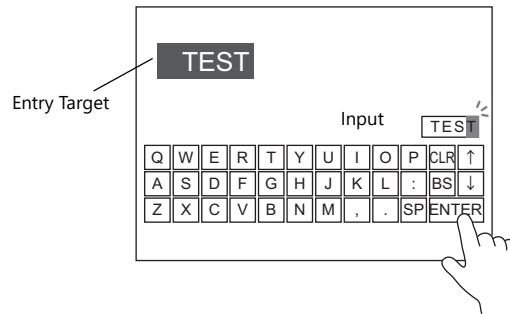 TEST
Entry Target
Input TEST
Q W E R T Y U I O P CLR ↑
A S D F G H J K L : BS ↓
Z X C V B N M , . SP ENTER